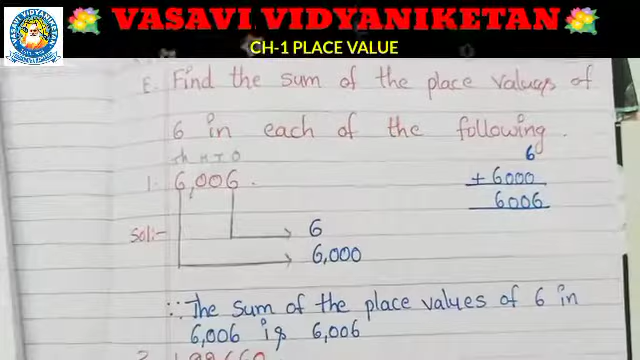 VASAVI VIDYANIKETAN
CH-1 PLACE VALUE
E. Find the sum of the place values of
6 in each of the following.
Th H T O
1. 6,006.
6
+ 6000
6006
Sol:-
6
6,000
∵ The sum of the place values of 6 in
6,006 is 6,006
2.